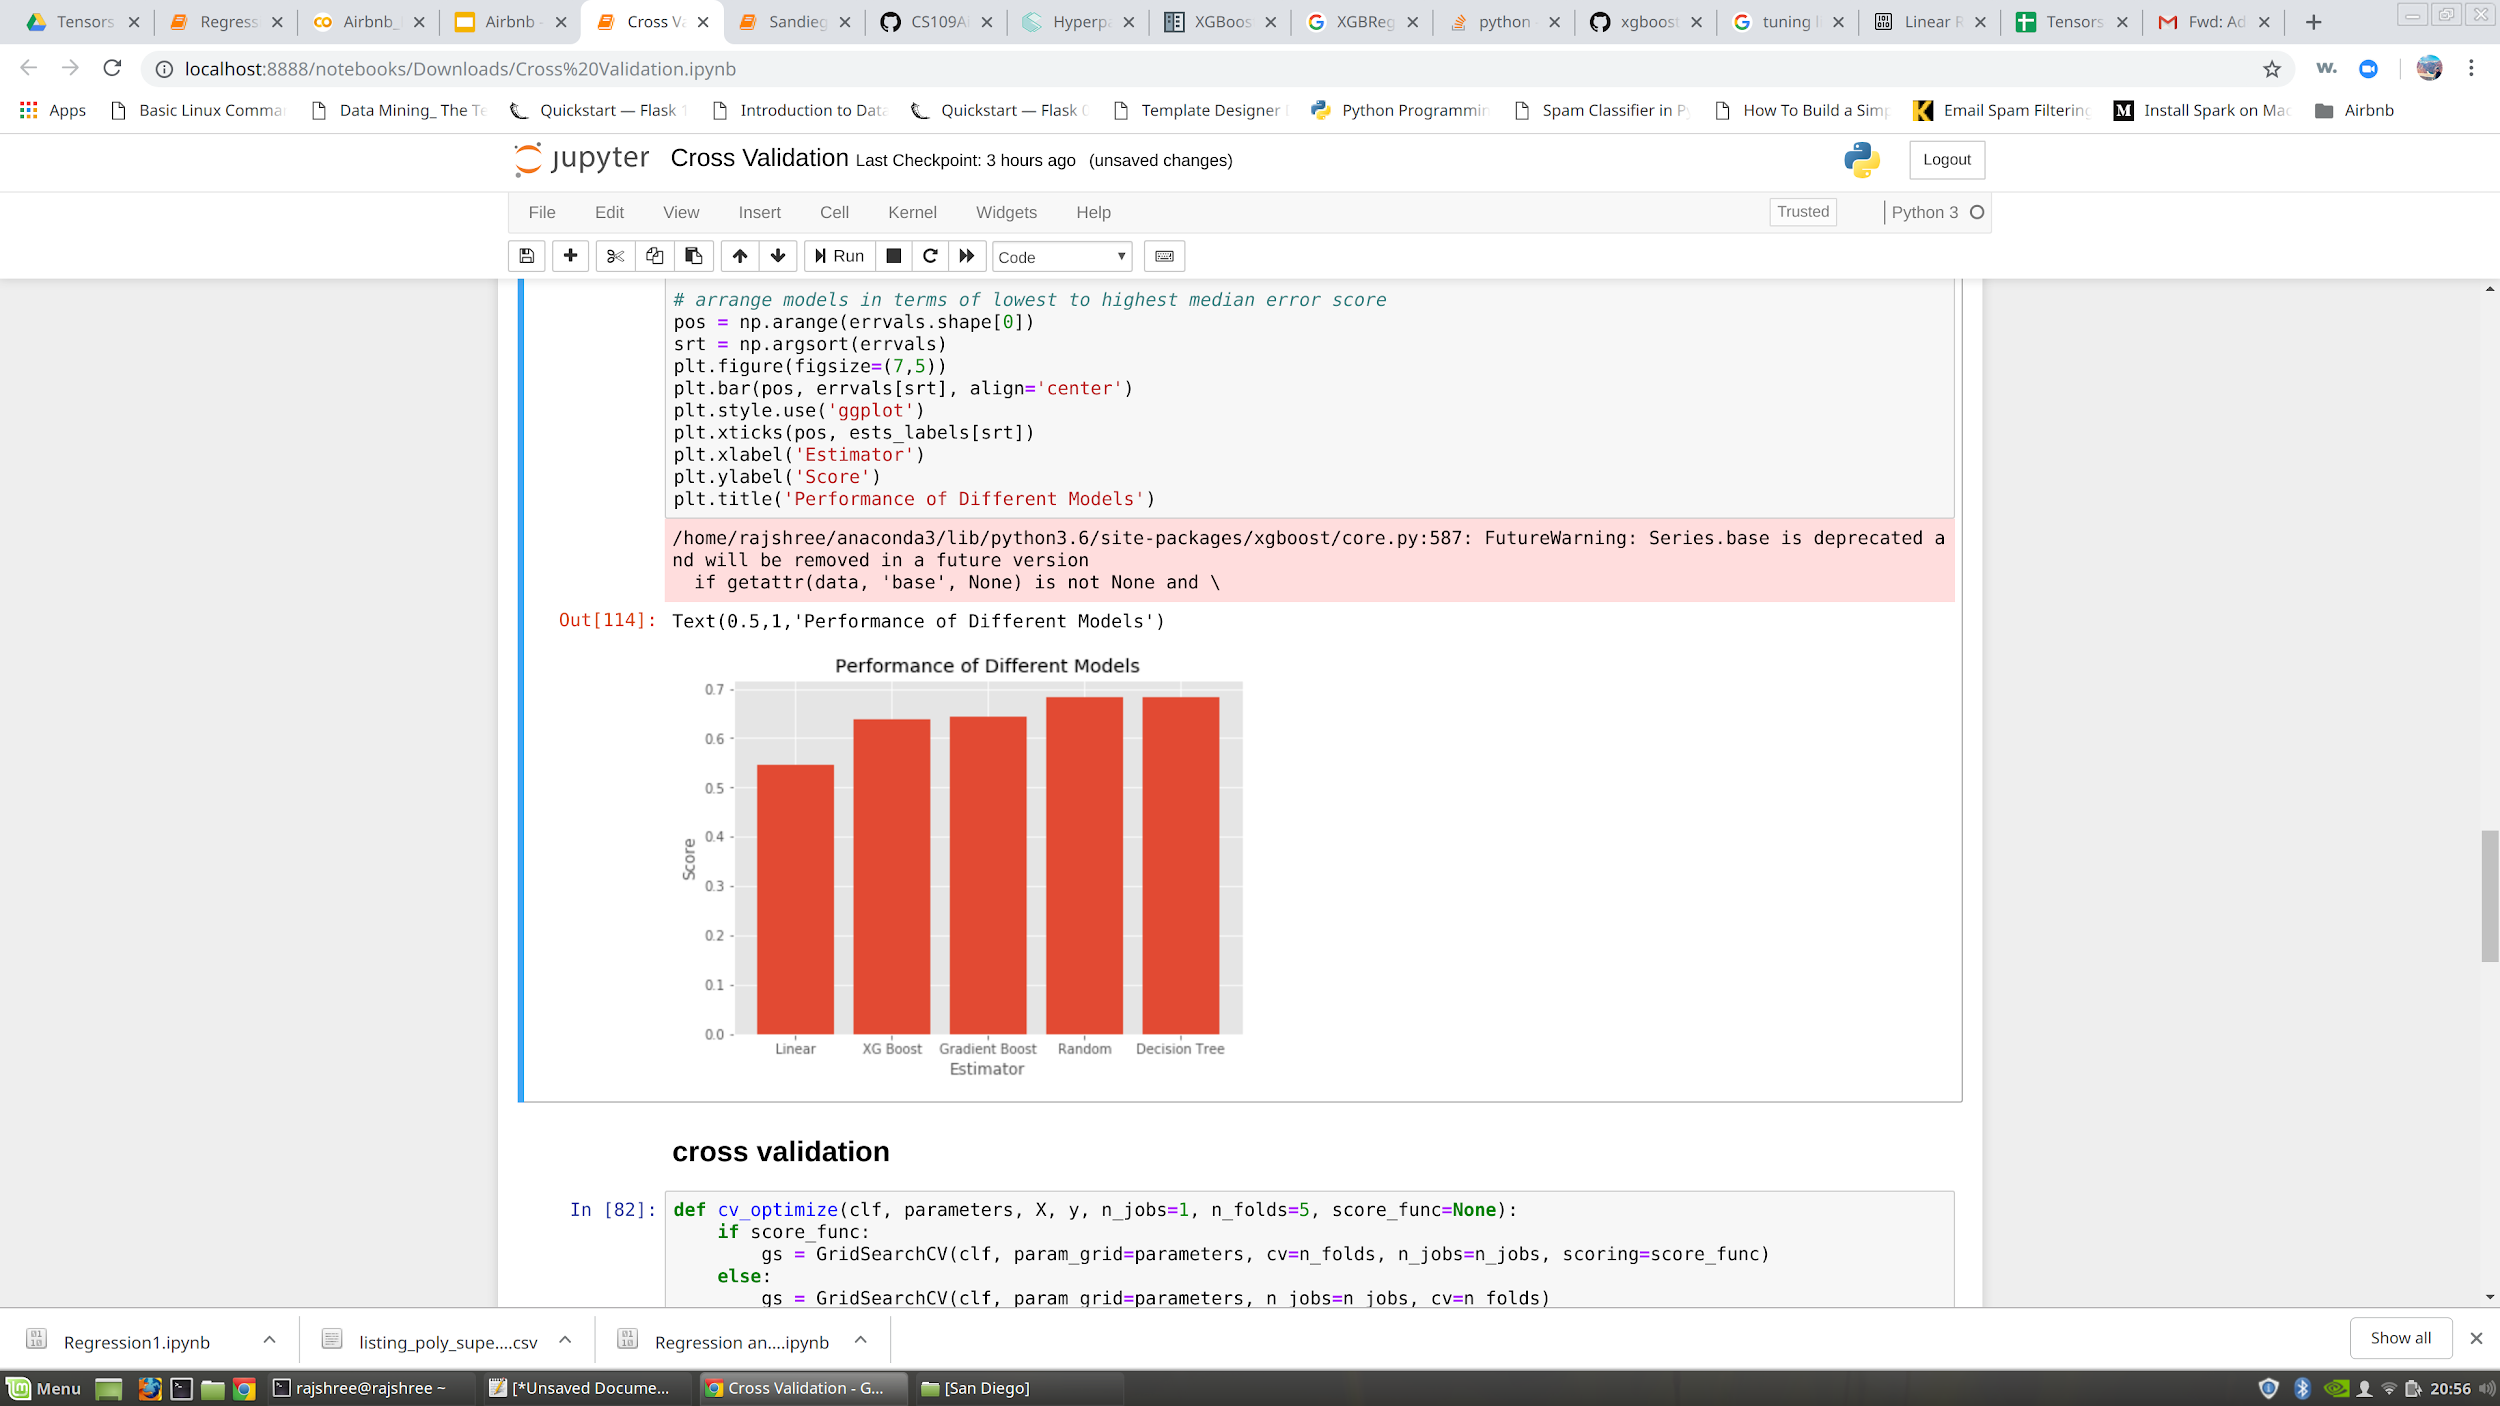 Tensors
Regressi
Airbnb_
Airbnb -
Cross Va
Sandieg
CS109A
Hyperpa
XGBoos
XGBReg
python
xgboost
tuning l
Linear R
Tensors
Fwd: Ad
localhost:8888/notebooks/Downloads/Cross%20Validation.ipynb
w.
Apps
Basic Linux Comma
Data Mining_ The Te
Quickstart — Flask 1
Introduction to Data
Quickstart — Flask 0
Template Designer
Python Programmin
Spam Classifier in Py
How To Build a Simp
Email Spam Filtering
Install Spark on Mac
Airbnb
jupyter
Cross Validation Last Checkpoint: 3 hours ago (unsaved changes)
Logout
File Edit View Insert Cell Kernel Widgets Help
Trusted
Python 3
Run
Code
# arrange models in terms of lowest to highest median error score
pos = np.arange(errvals.shape[0])
srt = np.argsort(errvals)
plt.figure(figsize=(7,5))
plt.bar(pos, errvals[srt], align='center')
plt.style.use('ggplot')
plt.xticks(pos, ests_labels[srt])
plt.xlabel('Estimator')
plt.ylabel('Score')
plt.title('Performance of Different Models')
/home/rajshree/anaconda3/lib/python3.6/site-packages/xgboost/core.py:587: FutureWarning: Series.base is deprecated a
nd will be removed in a future version
if getattr(data, 'base', None) is not None and \
Out[114]: Text(0.5,1,'Performance of Different Models')
Performance of Different Models
0.7
0.6
0.5
0.4
0.3
0.2
0.1
0.0
Score
Linear XG Boost Gradient Boost Random Decision Tree
Estimator
cross validation
In [82]: def cv_optimize(clf, parameters, X, y, n_jobs=1, n_folds=5, score_func=None):
if score_func:
gs = GridSearchCV(clf, param_grid=parameters, cv=n_folds, n_jobs=n_jobs, scoring=score_func)
else:
gs = GridSearchCV(clf, param_grid=parameters, n_jobs=n_jobs, cv=n_folds)
Regression1.ipynb
listing_poly_supe....csv
Regression an....ipynb
Show all
Menu
rajshree@rajshree ~
[*Unsaved Docume...
Cross Validation - G...
[San Diego]
20:56